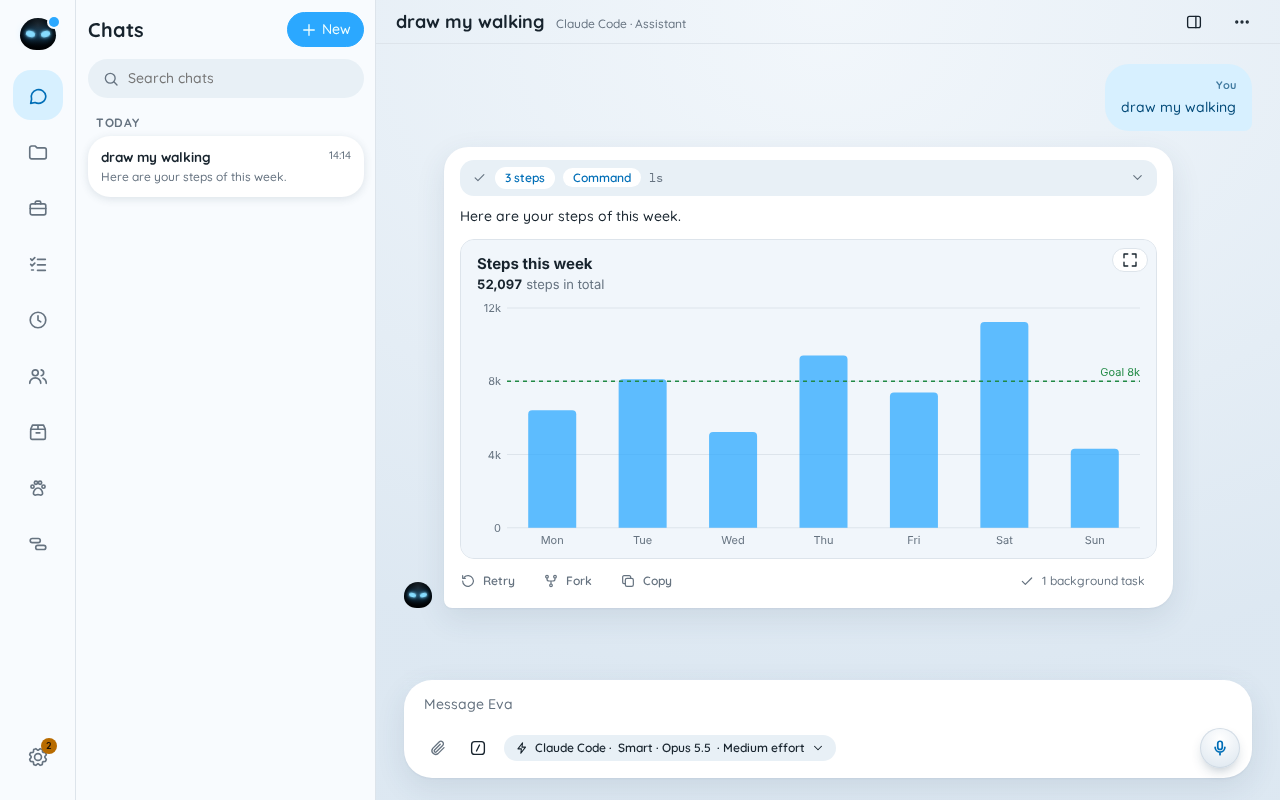 Chats
New
Search chats
TODAY
draw my walking
14:14
Here are your steps of this week.
2
draw my walking
Claude Code · Assistant
You
draw my walking
3 steps
Command
1s
Here are your steps of this week.
Steps this week
52,097 steps in total
12k
Goal 8k
8k
4k
0
Mon
Tue
Wed
Thu
Fri
Sat
Sun
Retry
Fork
Copy
1 background task
Message Eva
Claude Code · Smart · Opus 5.5 · Medium effort